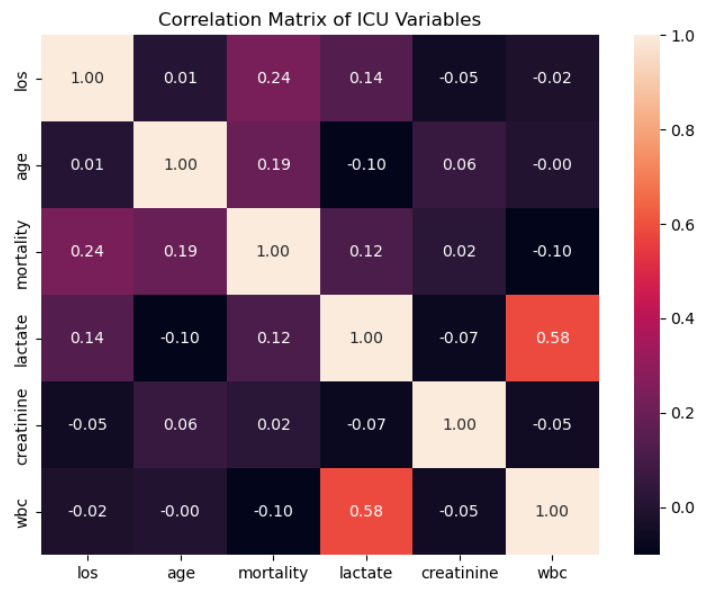 Correlation Matrix of ICU Variables
los 1.00 0.01 0.24 0.14 -0.05 -0.02
age 0.01 1.00 0.19 -0.10 0.06 -0.00
mortality 0.24 0.19 1.00 0.12 0.02 -0.10
lactate 0.14 -0.10 0.12 1.00 -0.07 0.58
creatinine -0.05 0.06 0.02 -0.07 1.00 -0.05
wbc -0.02 -0.00 -0.10 0.58 -0.05 1.00
los age mortality lactate creatinine wbc
1.0
0.8
0.6
0.4
0.2
0.0